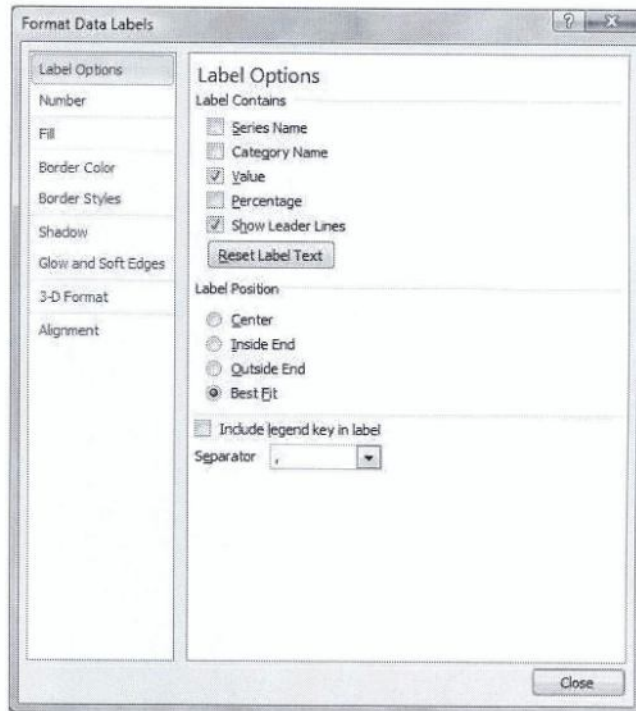 Format Data Labels
Label Options
Number
Fill
Border Color
Border Styles
Shadow
Glow and Soft Edges
3-D Format
Alignment
Label Options
Label Contains
Series Name
Category Name
Value
Percentage
Show Leader Lines
Reset Label Text
Label Position
Center
Inside End
Outside End
Best Fit
Include legend key in label
Separator ,
Close